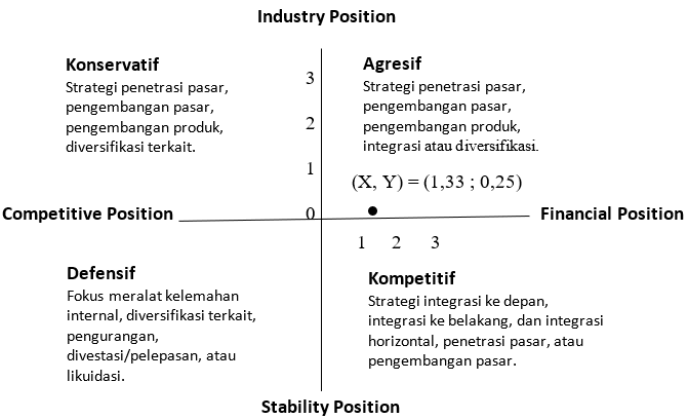 Industry Position
Konservatif
Strategi penetrasi pasar,
pengembangan pasar,
pengembangan produk,
diversifikasi terkait.
3
2
1
0
Agresif
Strategi penetrasi pasar,
pengembangan pasar,
pengembangan produk,
integrasi atau diversifikasi.
(X, Y) = (1,33 ; 0,25)
Competitive Position
Financial Position
1 2 3
Defensif
Fokus meralat kelemahan
internal, diversifikasi terkait,
pengurangan,
divestasi/pelepasan, atau
likuidasi.
Kompetitif
Strategi integrasi ke depan,
integrasi ke belakang, dan integrasi
horizontal, penetrasi pasar, atau
pengembangan pasar.
Stability Position